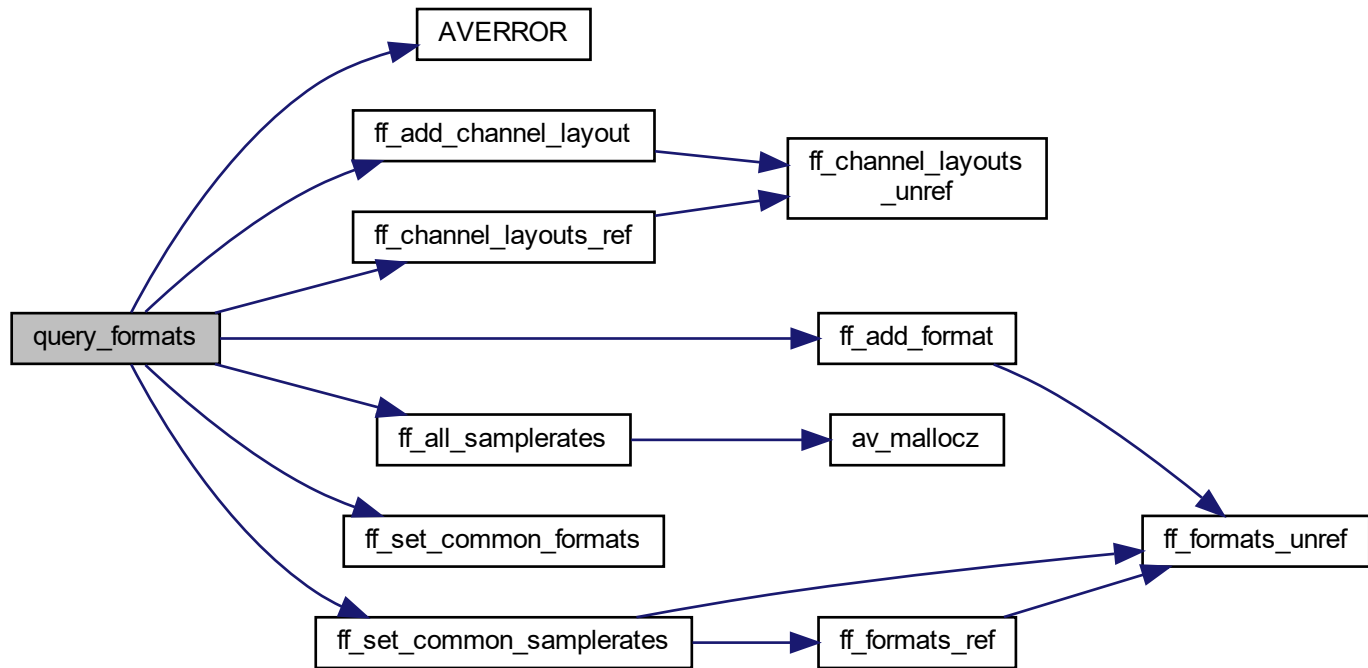 AVERROR
ff_add_channel_layout
ff_channel_layouts
_unref
ff_channel_layouts_ref
query_formats
ff_add_format
ff_all_samplerates
av_mallocz
ff_set_common_formats
ff_formats_unref
ff_set_common_samplerates
ff_formats_ref